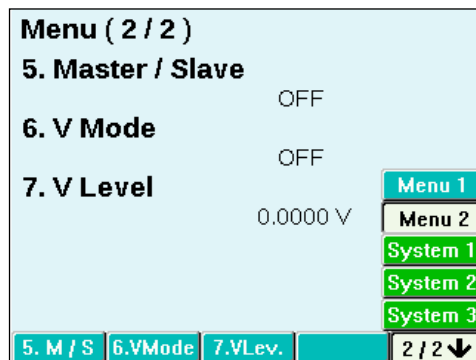 Menu ( 2 / 2 )
5. Master / Slave
OFF
6. V Mode
OFF
7. V Level
0.0000 V
Menu 1
Menu 2
System 1
System 2
System 3
5. M / S 6.VMode 7.VLev. 2 / 2